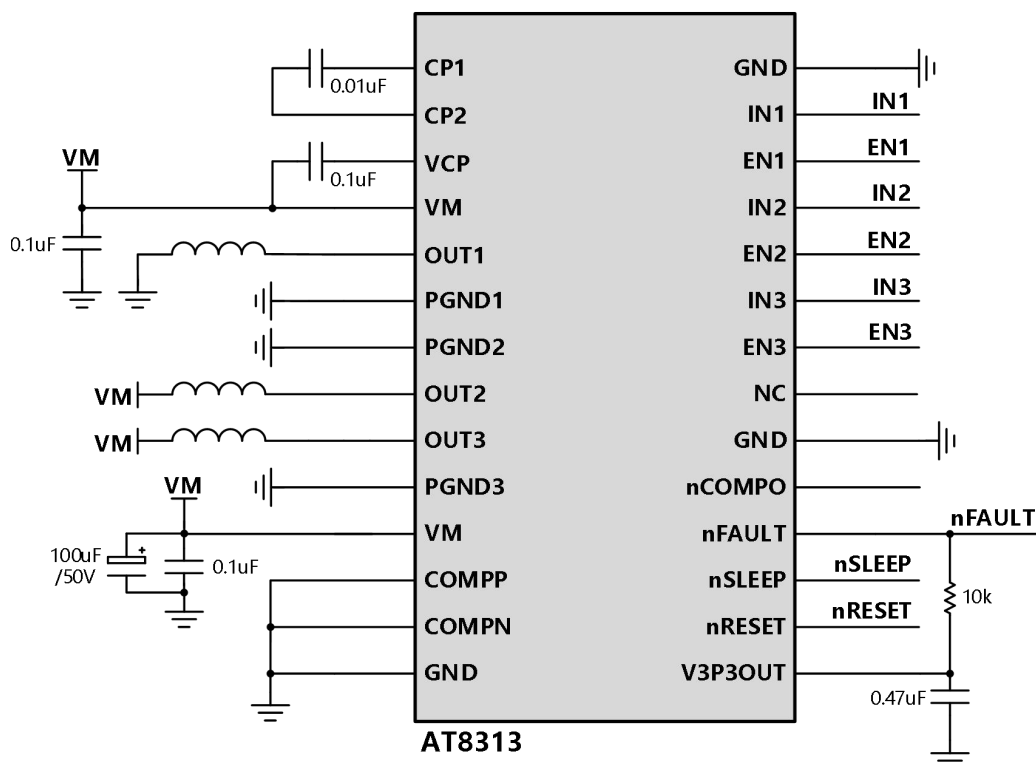 CP1
GND
0.01uF
IN1
CP2
IN1
EN1
VM
VCP
EN1
0.1uF
IN2
VM
IN2
0.1uF
EN2
OUT1
EN2
IN3
PGND1
IN3
EN3
PGND2
EN3
VM
OUT2
NC
VM
OUT3
GND
VM
PGND3
nCOMPO
nFAULT
VM
nFAULT
100uF
/50V
+
0.1uF
nSLEEP
COMPP
nSLEEP
10k
nRESET
COMPN
nRESET
GND
V3P3OUT
0.47uF
AT8313